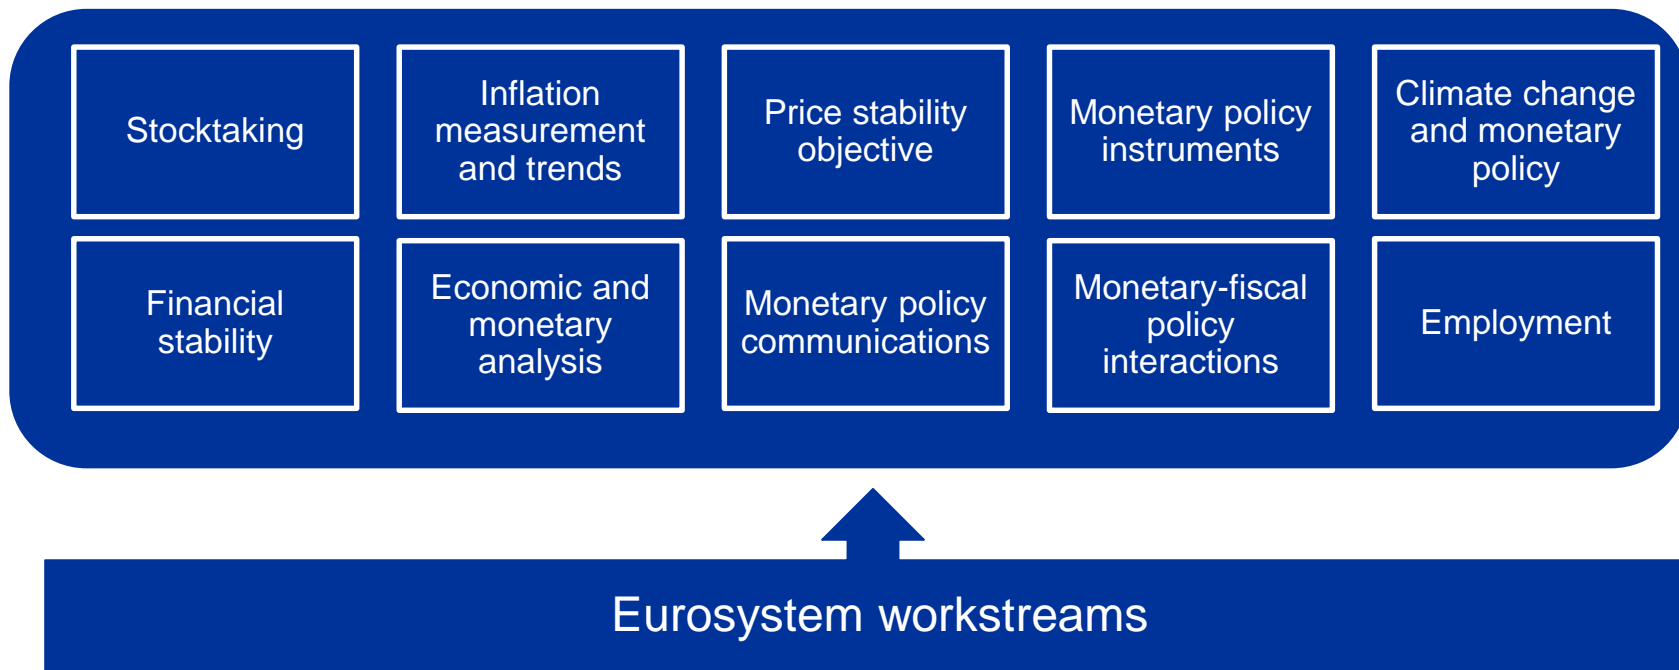 Stocktaking
Inflation
measurement
and trends
Price stability
objective
Monetary policy
instruments
Climate change
and monetary
policy
Financial
stability
Economic and
monetary
analysis
Monetary policy
communications
Monetary-fiscal
policy
interactions
Employment
Eurosystem workstreams